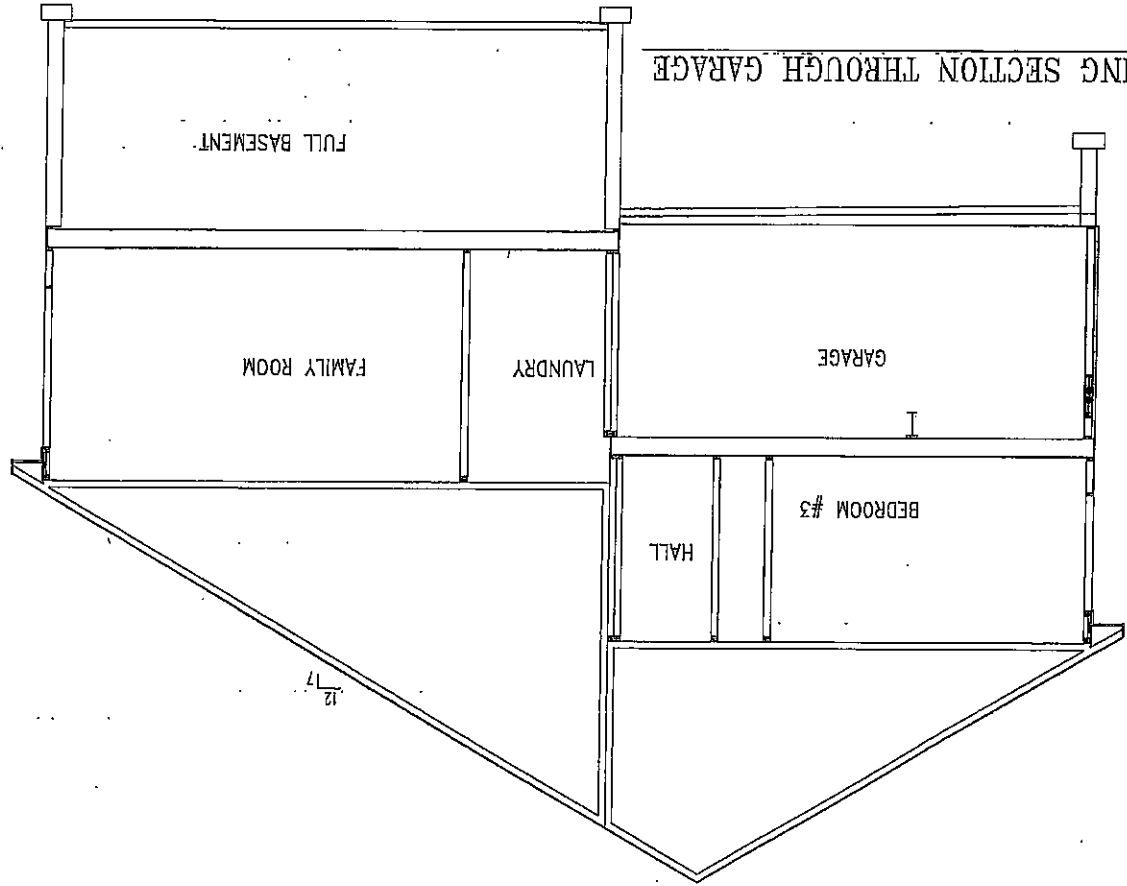 12
7
HALL
BEDROOM #3
GARAGE
LAUNDRY
FAMILY ROOM
FULL BASEMENT
ING SECTION THROUGH GARAGE